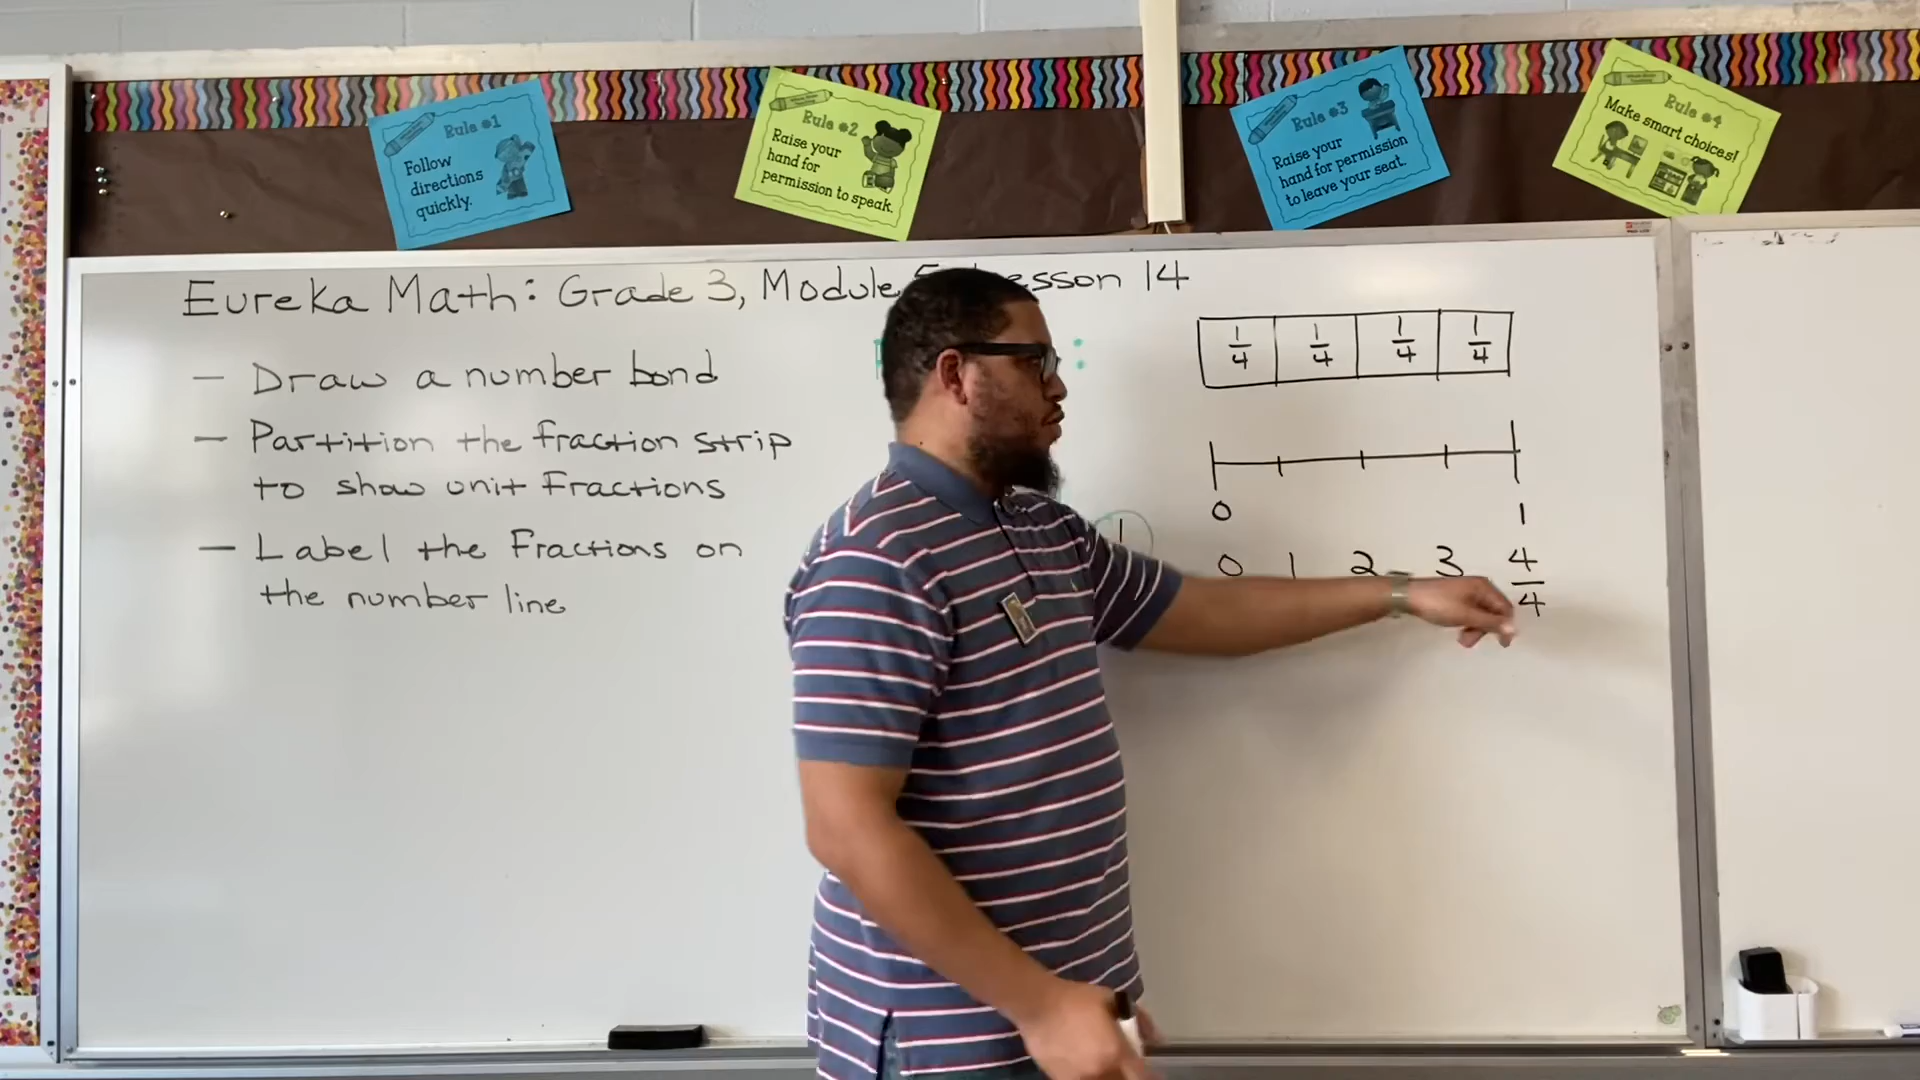 Rule #1
Follow
directions
quickly.
Rule #2
Raise your
hand for
permission to speak.
Rule #3
Raise your
hand for permission
to leave your seat.
Rule #4
Make smart choices!
Eureka Math: Grade 3, Module Lesson 14
- Draw a number bond
- Partition the fraction strip
to show unit Fractions
- Label the Fractions on
the number line
1/4 1/4 1/4 1/4
0 1
1
0 1 2 3 4/4